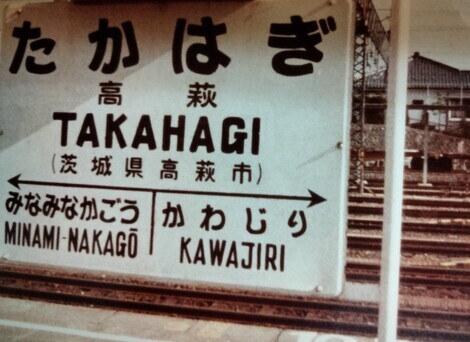 たかはぎ
高萩
TAKAHAGI
(茨城県高萩市)
みなみなかごう かわじり
MINAMI-NAKAGŌ KAWAJIRI